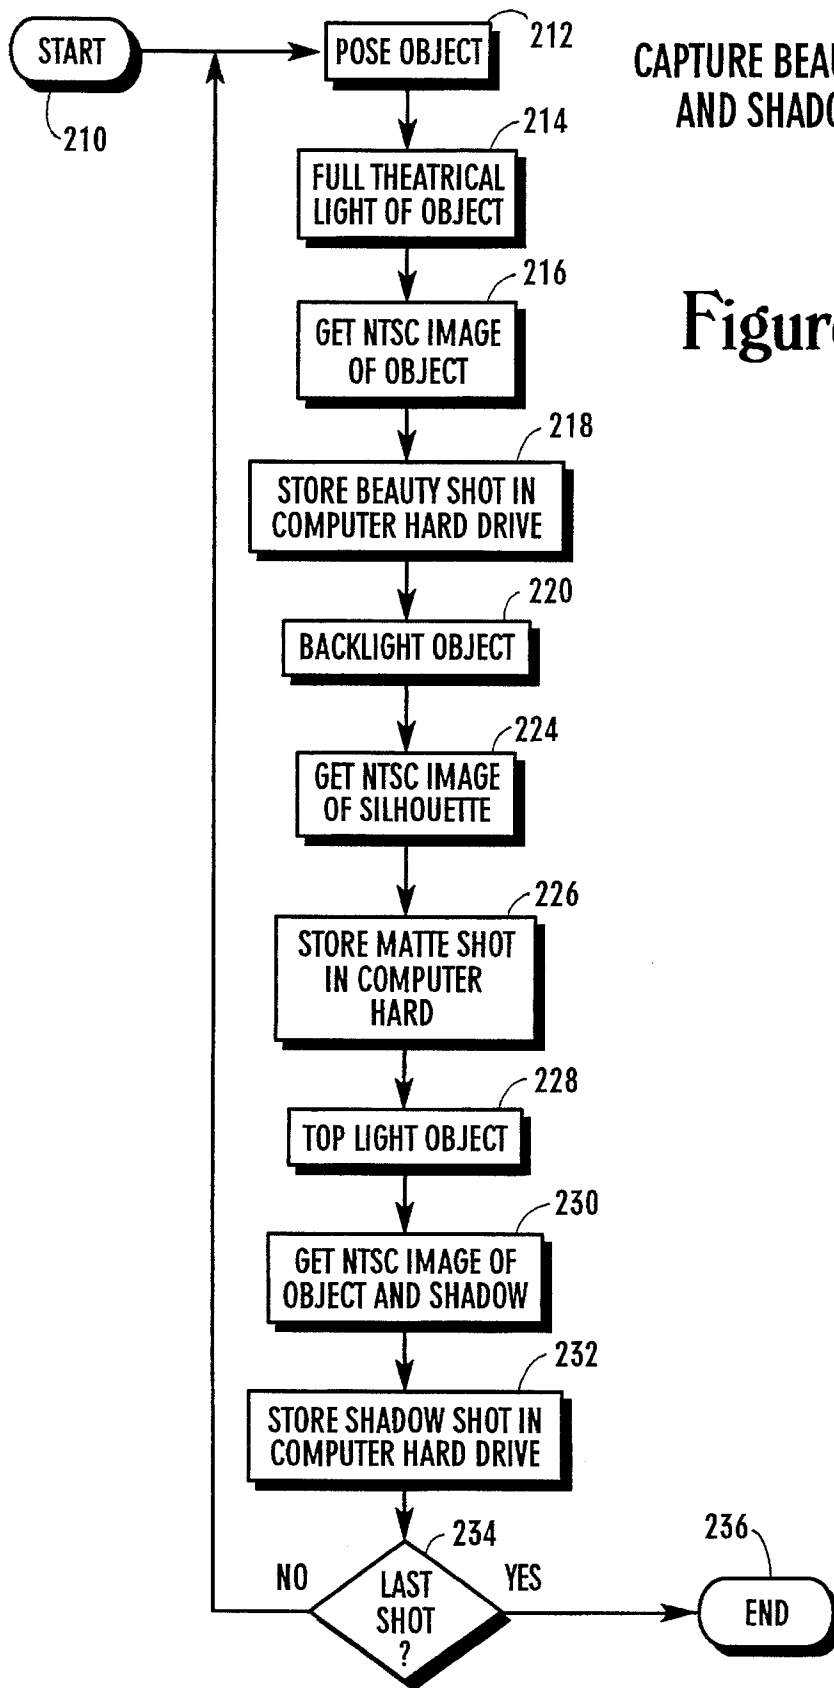 START
210
POSE OBJECT
212
CAPTURE
AND
214
FULL THEATRICAL
LIGHT OF OBJECT
216
GET NTSC IMAGE
OF OBJECT
Figure
218
STORE BEAUTY SHOT IN
COMPUTER HARD DRIVE
220
BACKLIGHT OBJECT
224
GET NTSC IMAGE
OF SILHOUETTE
226
STORE MATTE SHOT
IN COMPUTER
HARD
228
TOP LIGHT OBJECT
230
GET NTSC IMAGE OF
OBJECT AND SHADOW
232
STORE SHADOW SHOT IN
COMPUTER HARD DRIVE
234
NO
LAST
SHOT
?
YES
236
END